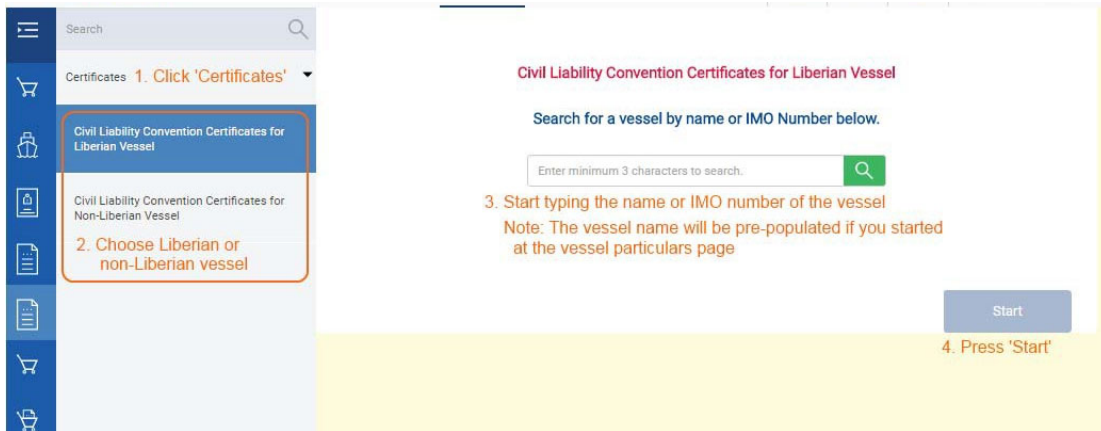 Search
Certificates 1. Click 'Certificates'
Civil Liability Convention Certificates for
Liberian Vessel
Civil Liability Convention Certificates for
Non-Liberian Vessel
2. Choose Liberian or
non-Liberian vessel
Civil Liability Convention Certificates for Liberian Vessel
Search for a vessel by name or IMO Number below.
Enter minimum 3 characters to search.
3. Start typing the name or IMO number of the vessel
Note: The vessel name will be pre-populated if you started
at the vessel particulars page
Start
4. Press 'Start'